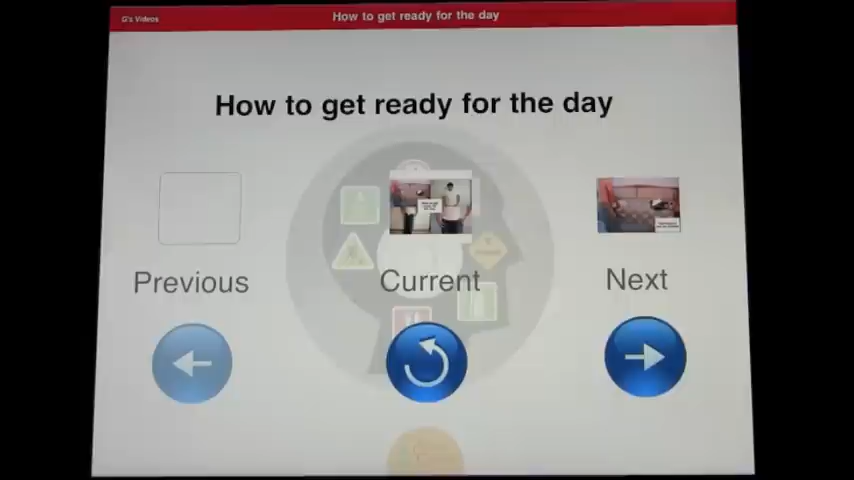 G's Videos
How to get ready for the day
How to get ready for the day
Previous
Current
Next